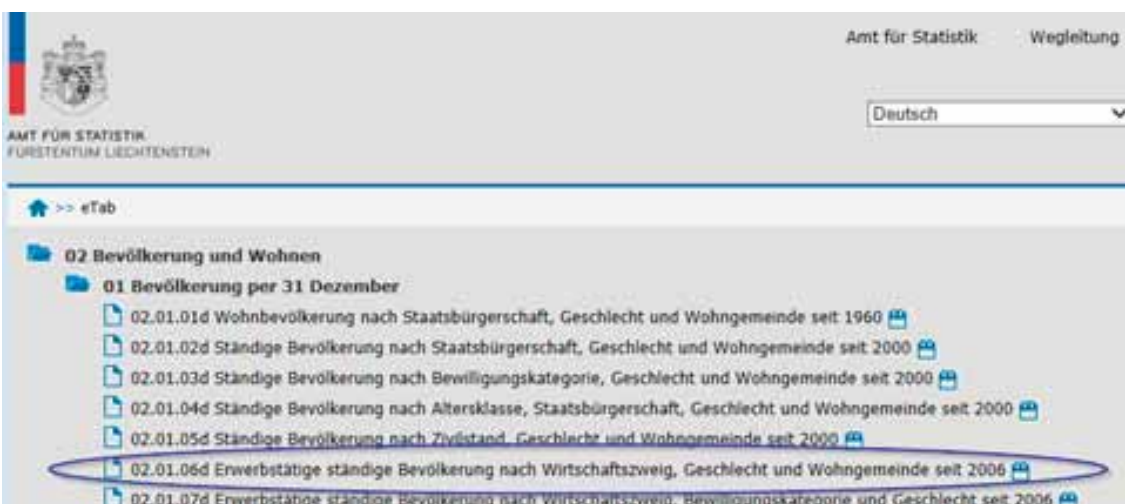 Amt für Statistik Wegleitung
Deutsch
AMT FÜR STATISTIK
FÜRSTENTUM LIECHTENSTEIN
>> eTab
02 Bevölkerung und Wohnen
01 Bevölkerung per 31 Dezember
02.01.01d Wohnbevölkerung nach Staatsbürgerschaft, Geschlecht und Wohngemeinde seit 1960
02.01.02d Ständige Bevölkerung nach Staatsbürgerschaft, Geschlecht und Wohngemeinde seit 2000
02.01.03d Ständige Bevölkerung nach Bewilligungskategorie, Geschlecht und Wohngemeinde seit 2000
02.01.04d Ständige Bevölkerung nach Altersklasse, Staatsbürgerschaft, Geschlecht und Wohngemeinde seit 2000
02.01.05d Ständige Bevölkerung nach Zivilstand, Geschlecht und Wohngemeinde seit 2000
02.01.06d Erwerbstätige ständige Bevölkerung nach Wirtschaftszweig, Geschlecht und Wohngemeinde seit 2006
02.01.07d Erwerbstätige ständige Bevölkerung nach Wirtschaftszweig, Bewilligungskategorie und Geschlecht seit 2006